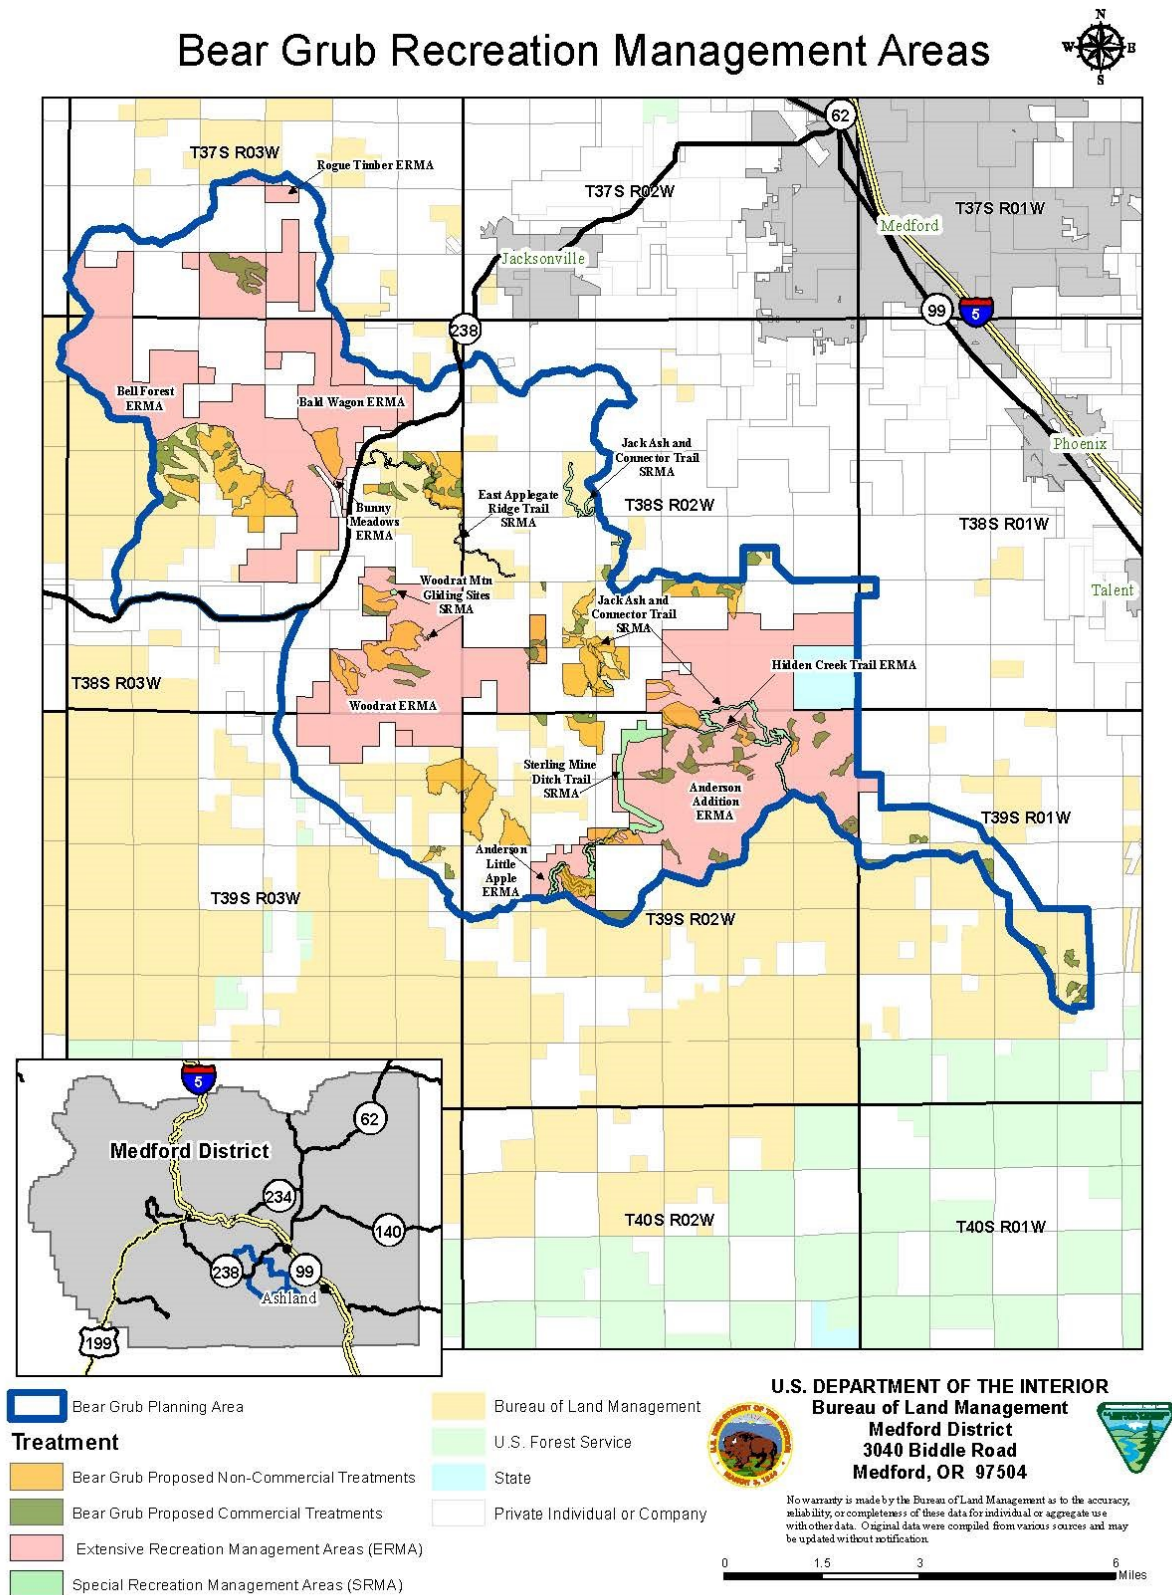 Bear Grub Recreation Management Areas
N
W
E
S
T37S R03W
Rogue Timber ERMA
62
T37S R02W
T37S R01W
Medford
Jacksonville
99
5
238
Bell Forest
ERMA
Bald Wagon ERMA
Phoenix
Jack Ash and
Connector Trail
SRMA
East Applegate
Ridge Trail
SRMA
Bunny
Meadows
ERMA
T38S R02W
T38S R01W
Woodrat Mtn
Gliding Sites
SRMA
Jack Ash and
Connector Trail
SRMA
Talent
Hidden Creek Trail ERMA
T38S R03W
Woodrat ERMA
Sterling Mine
Ditch Trail
SRMA
Anderson
Addition
ERMA
T39S R01W
Anderson
Little
Apple
ERMA
T39S R03W
T39S R02W
5
62
Medford District
234
140
238
99
Ashland
199
T40S R02W
T40S R01W
Bear Grub Planning Area
Treatment
Bear Grub Proposed Non-Commercial Treatments
Bear Grub Proposed Commercial Treatments
Extensive Recreation Management Areas (ERMA)
Special Recreation Management Areas (SRMA)
Bureau of Land Management
U.S. Forest Service
State
Private Individual or Company
U.S. DEPARTMENT OF THE INTERIOR
Bureau of Land Management
Medford District
3040 Biddle Road
Medford, OR 97504
No warranty is made by the Bureau of Land Management as to the accuracy,
reliability, or completeness of these data for individual or aggregate use
with other data. Original data were compiled from various sources and may
be updated without notification.
0 1.5 3 6
Miles